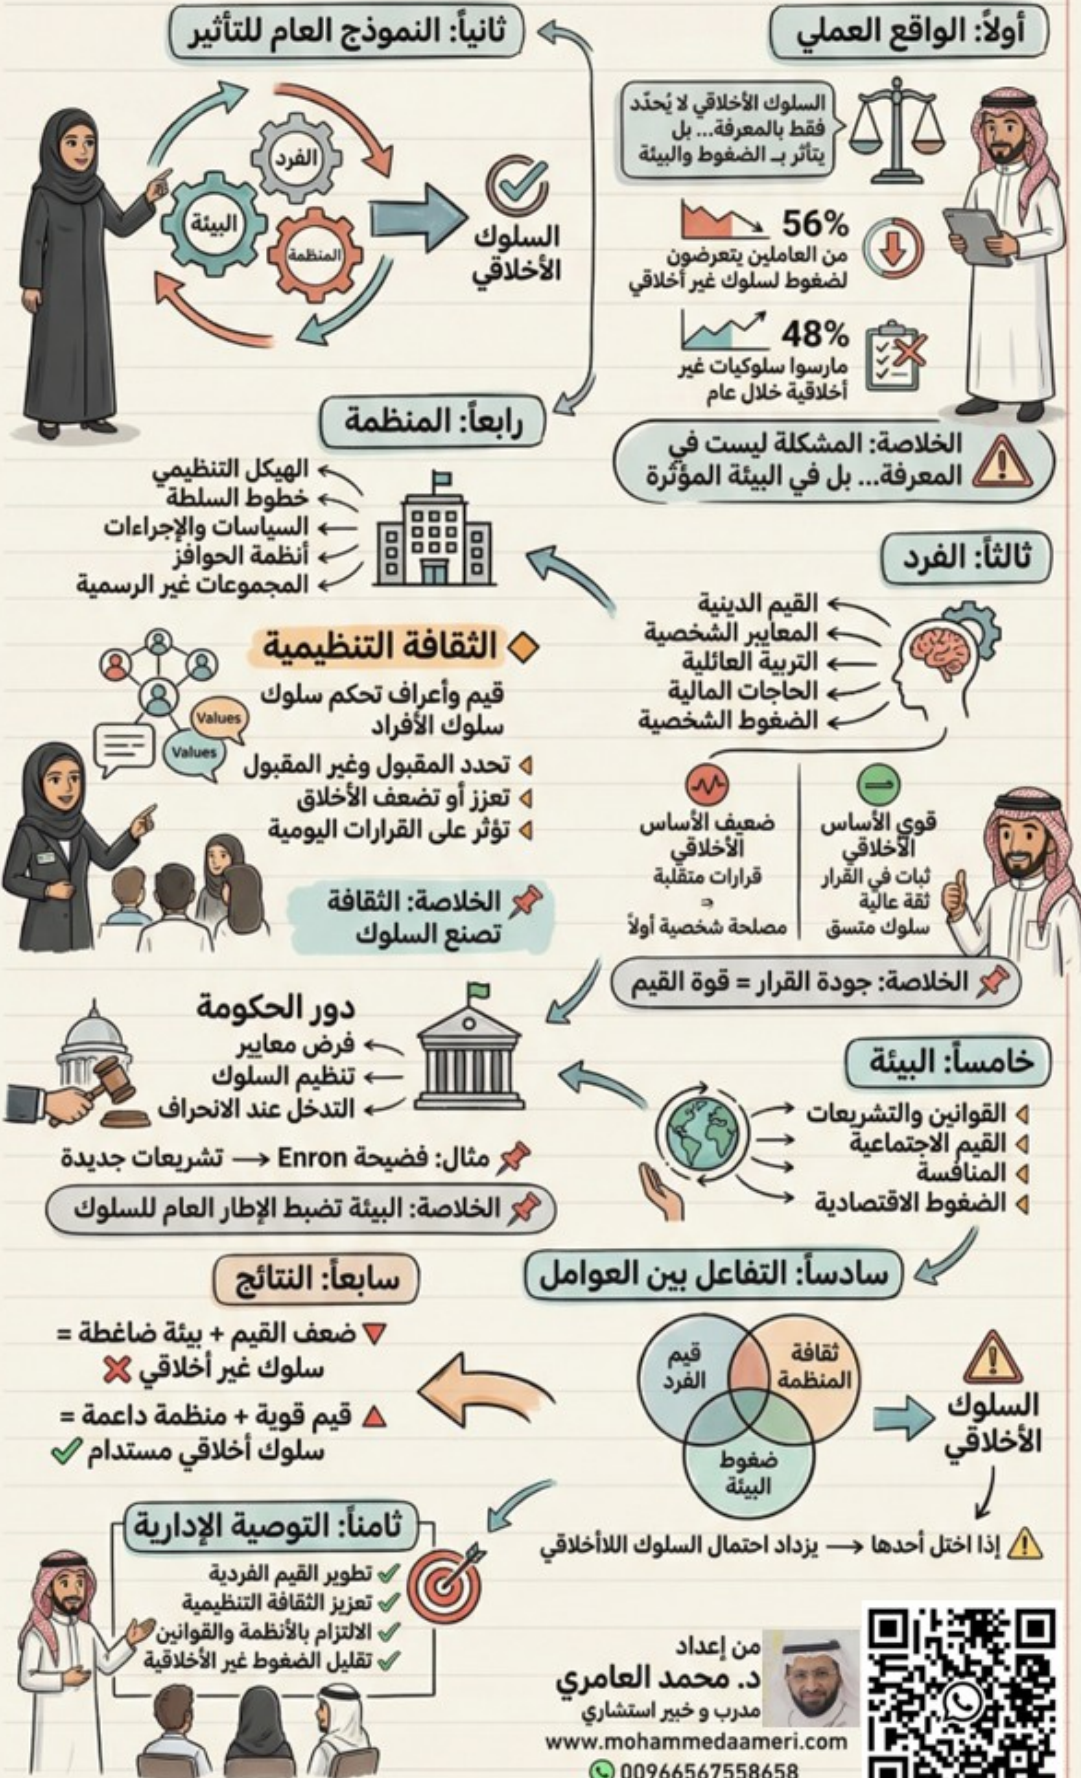 أولاً: الواقع العملي
السلوك الأخلاقي لا يُحدّد
فقط بالمعرفة... بل
يتأثر بـ الضغوط والبيئة
56%
من العاملين يتعرضون
لضغوط لسلوك غير أخلاقي
48%
مارسوا سلوكيات غير
أخلاقية خلال عام
الخلاصة: المشكلة ليست في
المعرفة... بل في البيئة المؤثرة
ثانياً: النموذج العام للتأثير
الفرد
البيئة
المنظمة
السلوك
الأخلاقي
ثالثاً: الفرد
القيم الدينية
المعايير الشخصية
التربية العائلية
الحاجات المالية
الضغوط الشخصية
قوي الأساس
الأخلاقي
ثبات في القرار
ثقة عالية
سلوك متسق
ضعيف الأساس
الأخلاقي
قرارات متقلبة
مصلحة شخصية أولاً
الخلاصة: جودة القرار = قوة القيم
رابعاً: المنظمة
الهيكل التنظيمي
خطوط السلطة
السياسات والإجراءات
أنظمة الحوافز
المجموعات غير الرسمية
الثقافة التنظيمية
قيم وأعراف تحكم سلوك
سلوك الأفراد
Values
Values
تحدد المقبول وغير المقبول
تعزز أو تضعف الأخلاق
تؤثر على القرارات اليومية
الخلاصة: الثقافة
تصنع السلوك
خامساً: البيئة
القوانين والتشريعات
القيم الاجتماعية
المنافسة
الضغوط الاقتصادية
دور الحكومة
فرض معايير
تنظيم السلوك
التدخل عند الانحراف
مثال: فضيحة Enron → تشريعات جديدة
الخلاصة: البيئة تضبط الإطار العام للسلوك
سادساً: التفاعل بين العوامل
ثقافة
المنظمة
قيم
الفرد
ضغوط
البيئة
السلوك
الأخلاقي
إذا اختل أحدها → يزداد احتمال السلوك اللاأخلاقي
سابعاً: النتائج
ضعف القيم + بيئة ضاغطة =
سلوك غير أخلاقي
قيم قوية + منظمة داعمة =
سلوك أخلاقي مستدام
ثامناً: التوصية الإدارية
تطوير القيم الفردية
تعزيز الثقافة التنظيمية
الالتزام بالأنظمة والقوانين
تقليل الضغوط غير الأخلاقية
من إعداد
د. محمد العامري
مدرب و خبير استشاري
www.mohammedaameri.com
00966567558658